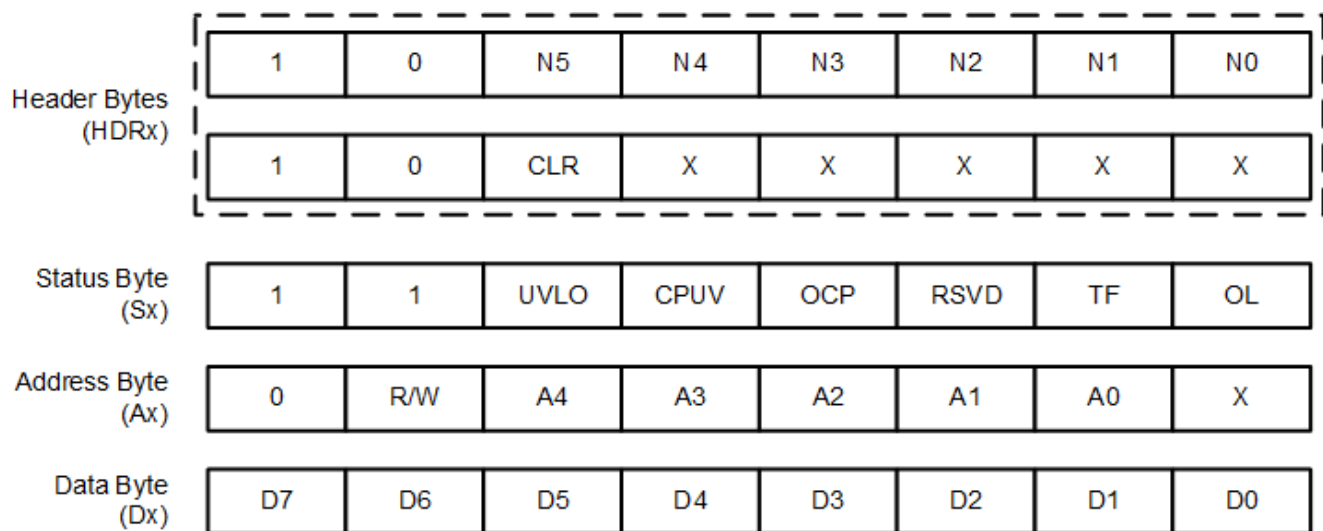 1 0 N5 N4 N3 N2 N1 N0
Header Bytes
(HDRx)
1 0 CLR X X X X X
Status Byte
(Sx)
1 1 UVLO CPUV OCP RSVD TF OL
Address Byte
(Ax)
0 R/W A4 A3 A2 A1 A0 X
Data Byte
(Dx)
D7 D6 D5 D4 D3 D2 D1 D0